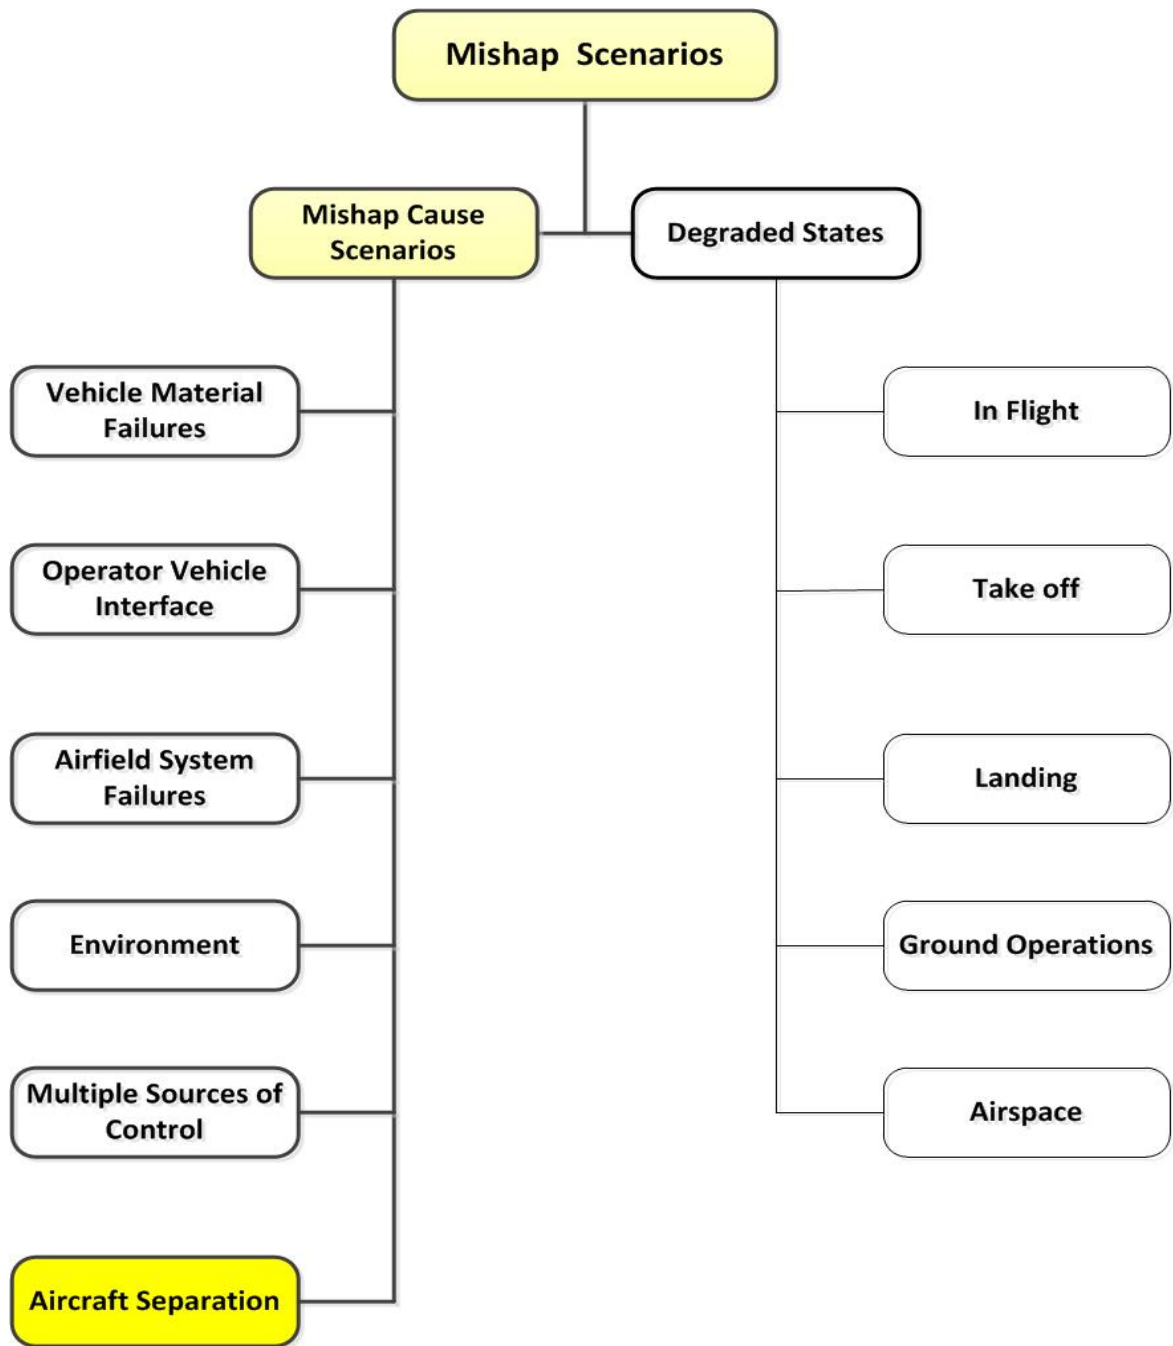 Mishap Scenarios
Mishap Cause
Scenarios
Degraded States
Vehicle Material
Failures
Operator Vehicle
Interface
Airfield System
Failures
Environment
Multiple Sources of
Control
Aircraft Separation
In Flight
Take off
Landing
Ground Operations
Airspace